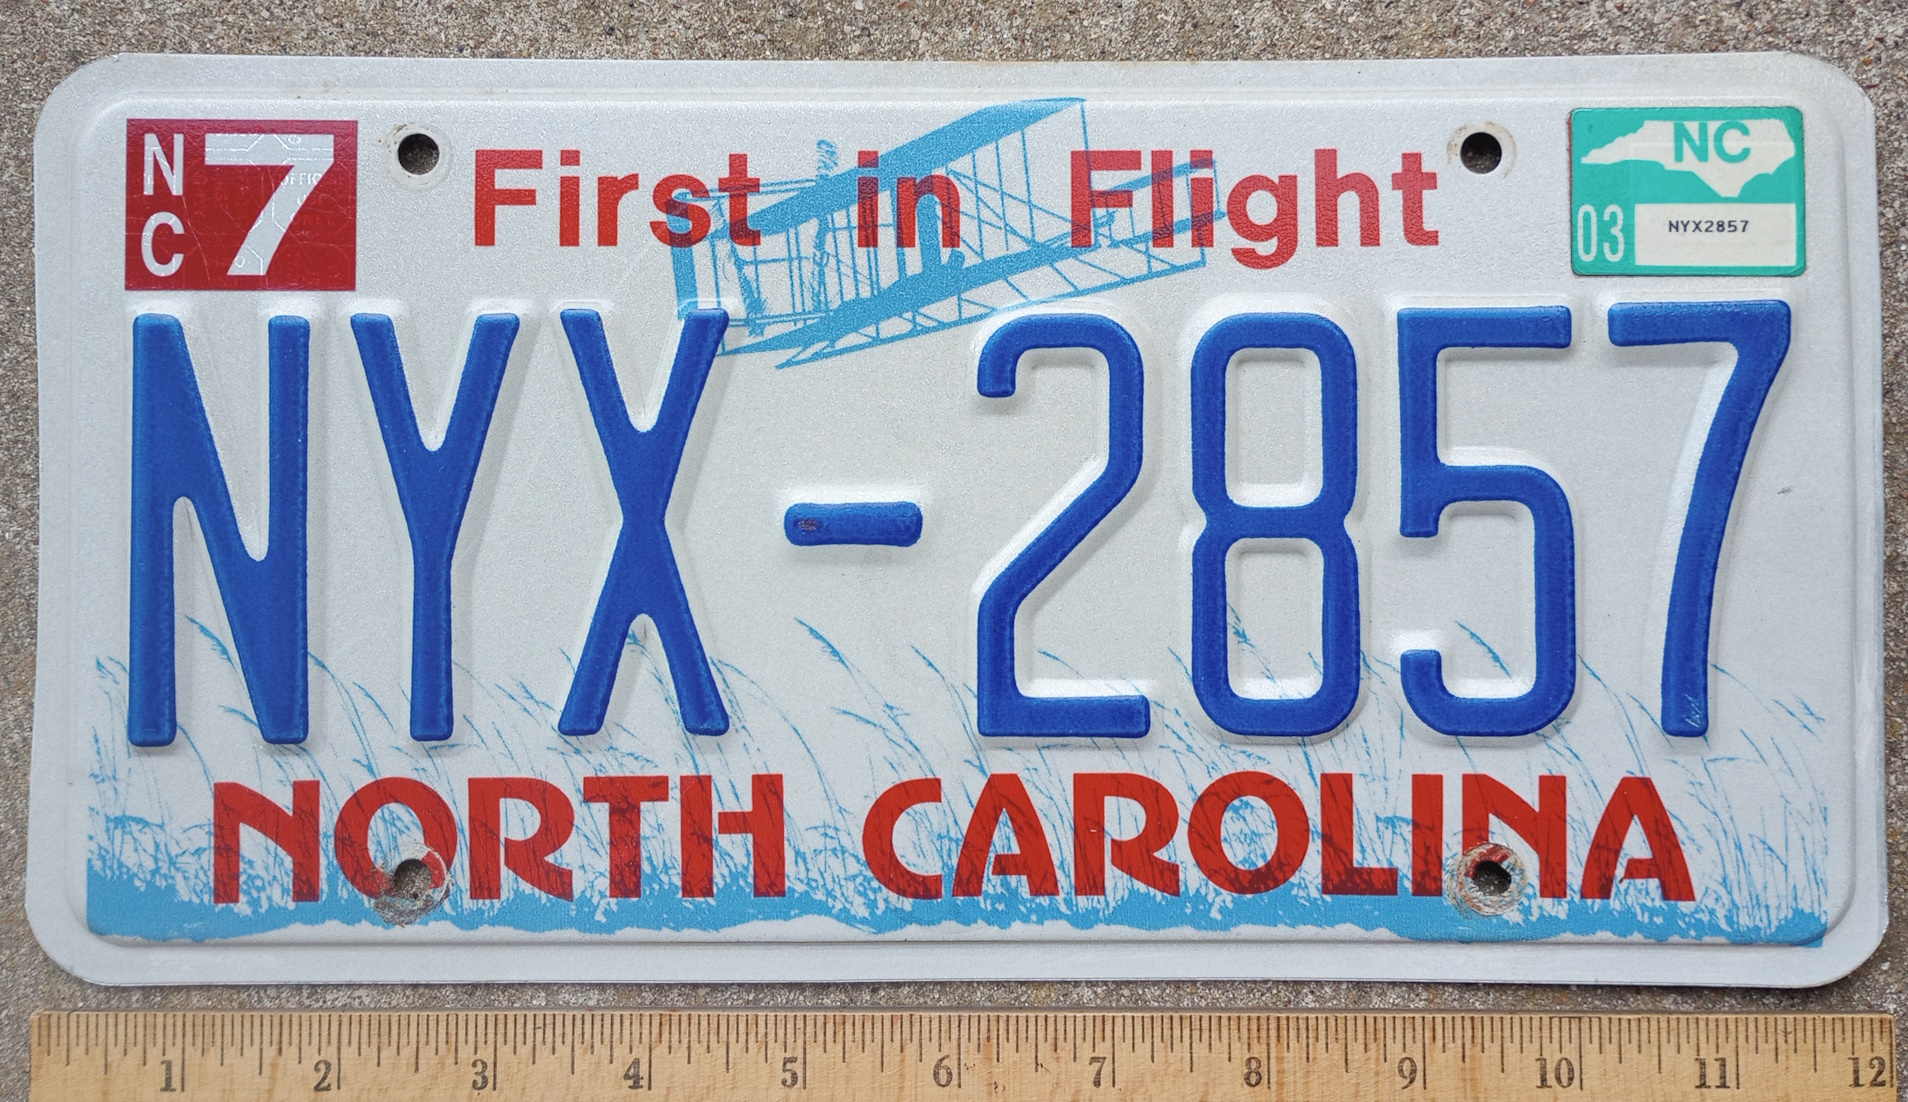 NC 7
First in Flight
NC
03 NYX2857
NYX-2857
NORTH CAROLINA
1 2 3 4 5 6 7 8 9 10 11 12